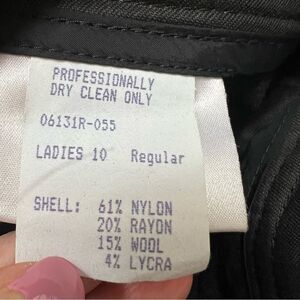 PROFESSIONALLY
DRY CLEAN ONLY
06131R-055
LADIES 10 Regular
SHELL: 61% NYLON
20% RAYON
15% WOOL
4% LYCRA